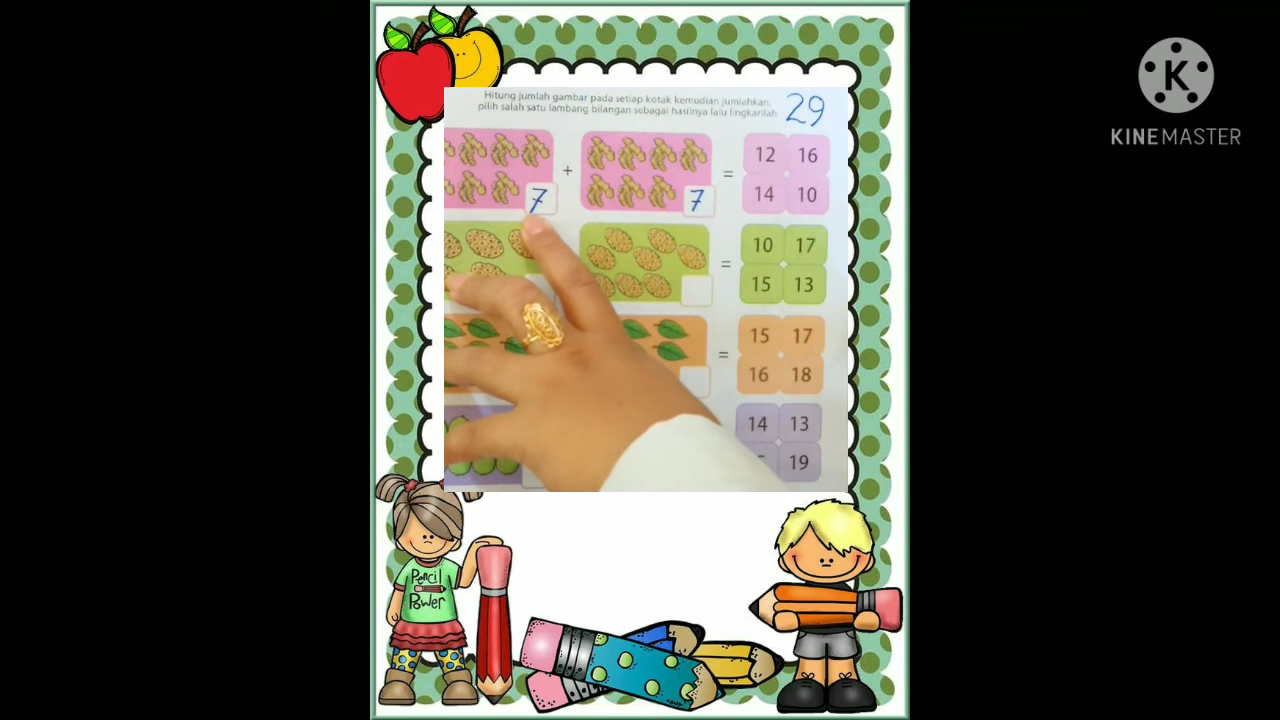 KINEMASTER
Hitung jumlah gambar pada setiap kotak kemudian jumlahkan,
pilih salah satu lambang bilangan sebagai hasilnya lalu lingkarilah
29
7 + 7 = 12 16
14 10
= 10 17
15 13
= 15 17
16 18
14 13
19
Pencil
Power